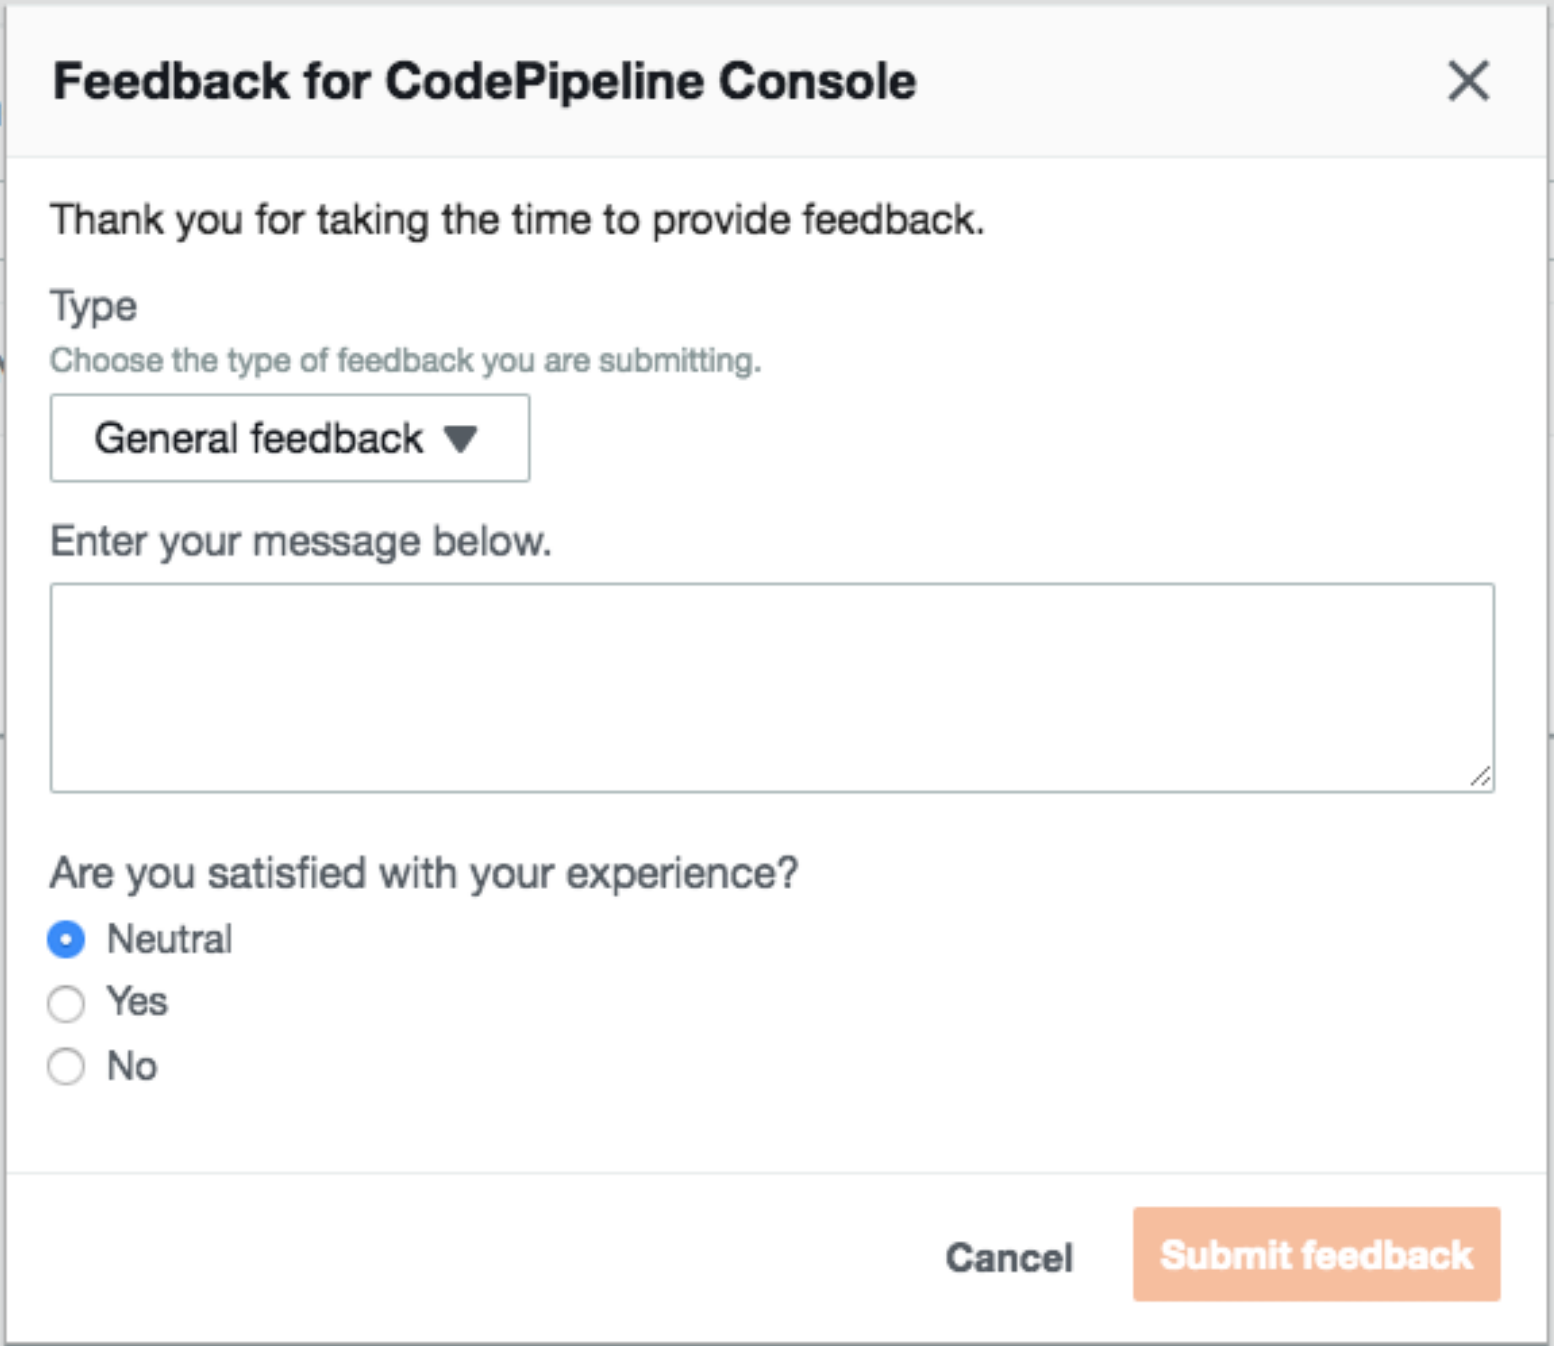 Feedback for CodePipeline Console
Thank you for taking the time to provide feedback.
Type
Choose the type of feedback you are submitting.
General feedback
Enter your message below.
Are you satisfied with your experience?
Neutral
Yes
No
Cancel
Submit feedback